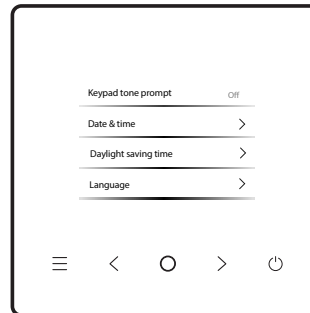 Keypad tone prompt Off
Date & time
Daylight saving time
Language